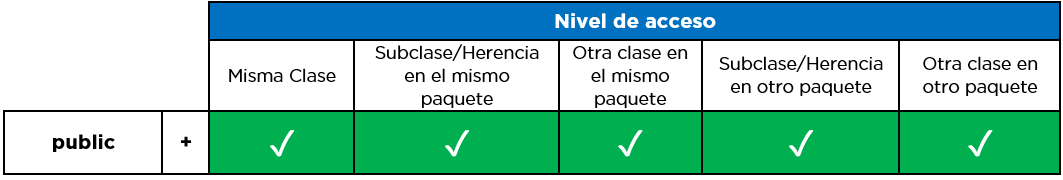 Nivel de acceso
Misma Clase
Subclase/Herencia
en el mismo
paquete
Otra clase en
el mismo
paquete
Subclase/Herencia
en otro paquete
Otra clase en
otro paquete
public + ✓ ✓ ✓ ✓ ✓